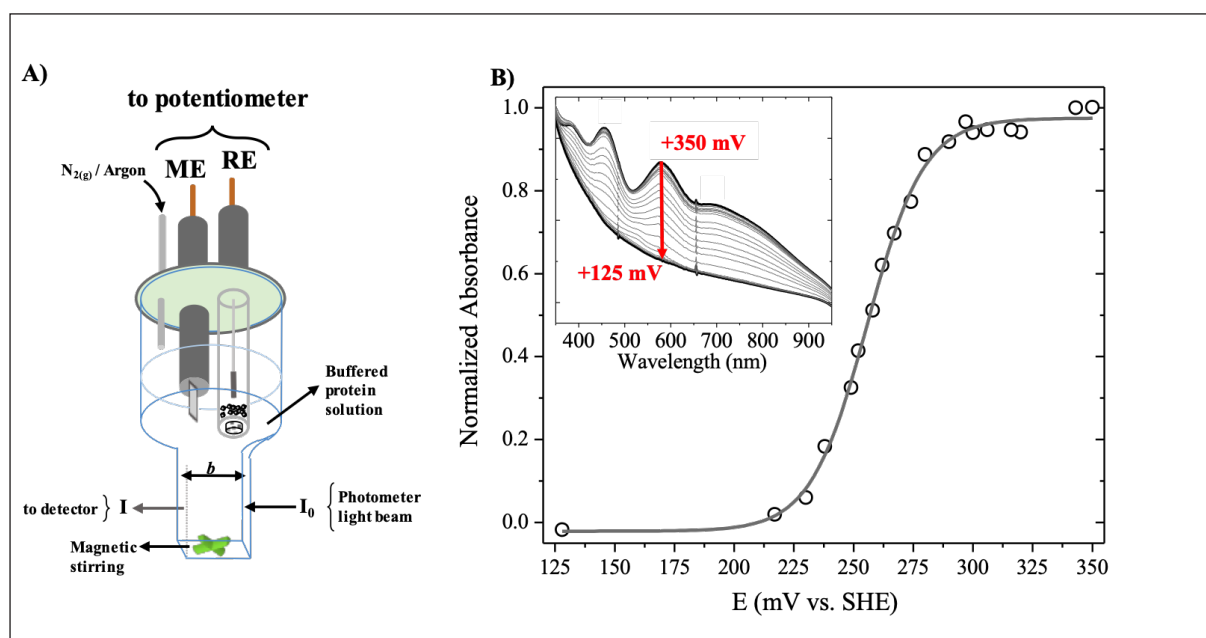 A)
to potentiometer
N2(g) / Argon
ME
RE
Buffered
protein
solution
b
to detector
I
I0
Photometer
light beam
Magnetic
stirring
B)
Normalized Absorbance
1.0
0.8
0.6
0.4
0.2
0.0
+350 mV
+125 mV
400 500 600 700 800 900
Wavelength (nm)
125 150 175 200 225 250 275 300 325 350
E (mV vs. SHE)